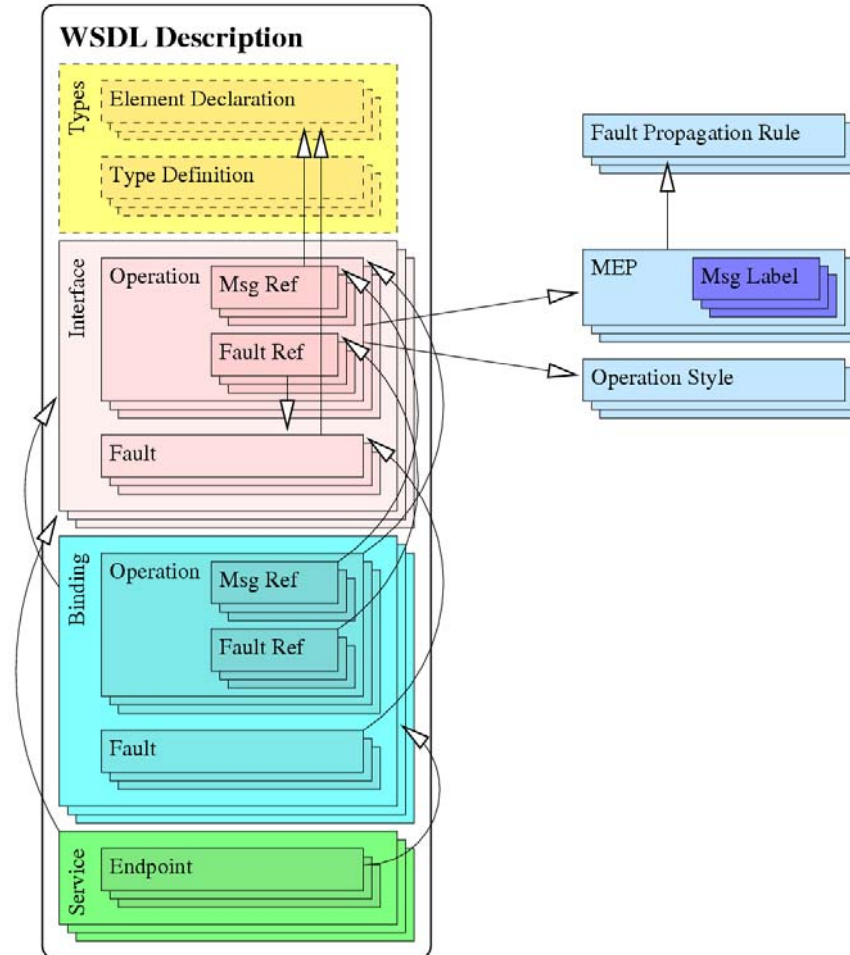 WSDL Description
Types
Element Declaration
Type Definition
Interface
Operation
Msg Ref
Fault Ref
Fault
Binding
Operation
Msg Ref
Fault Ref
Fault
Service
Endpoint
Fault Propagation Rule
MEP
Msg Label
Operation Style